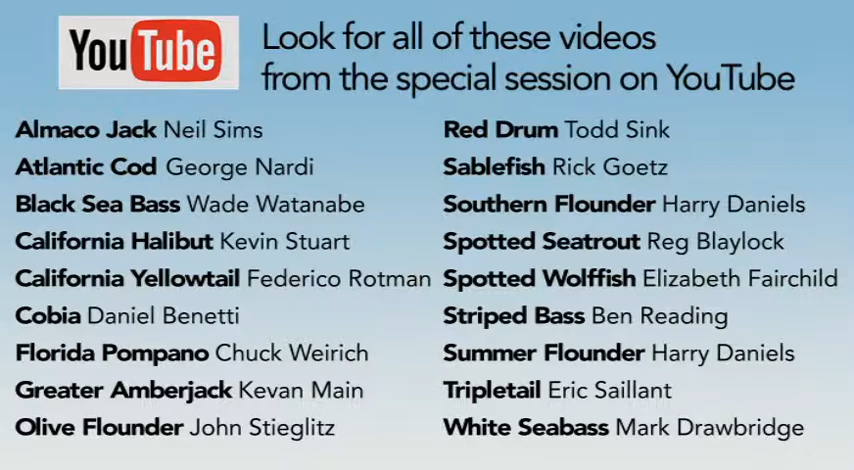 YouTube
Look for all of these videos
from the special session on YouTube
Almaco Jack Neil Sims
Atlantic Cod George Nardi
Black Sea Bass Wade Watanabe
California Halibut Kevin Stuart
California Yellowtail Federico Rotman
Cobia Daniel Benetti
Florida Pompano Chuck Weirich
Greater Amberjack Kevan Main
Olive Flounder John Stieglitz
Red Drum Todd Sink
Sablefish Rick Goetz
Southern Flounder Harry Daniels
Spotted Seatrout Reg Blaylock
Spotted Wolffish Elizabeth Fairchild
Striped Bass Ben Reading
Summer Flounder Harry Daniels
Tripletail Eric Saillant
White Seabass Mark Drawbridge